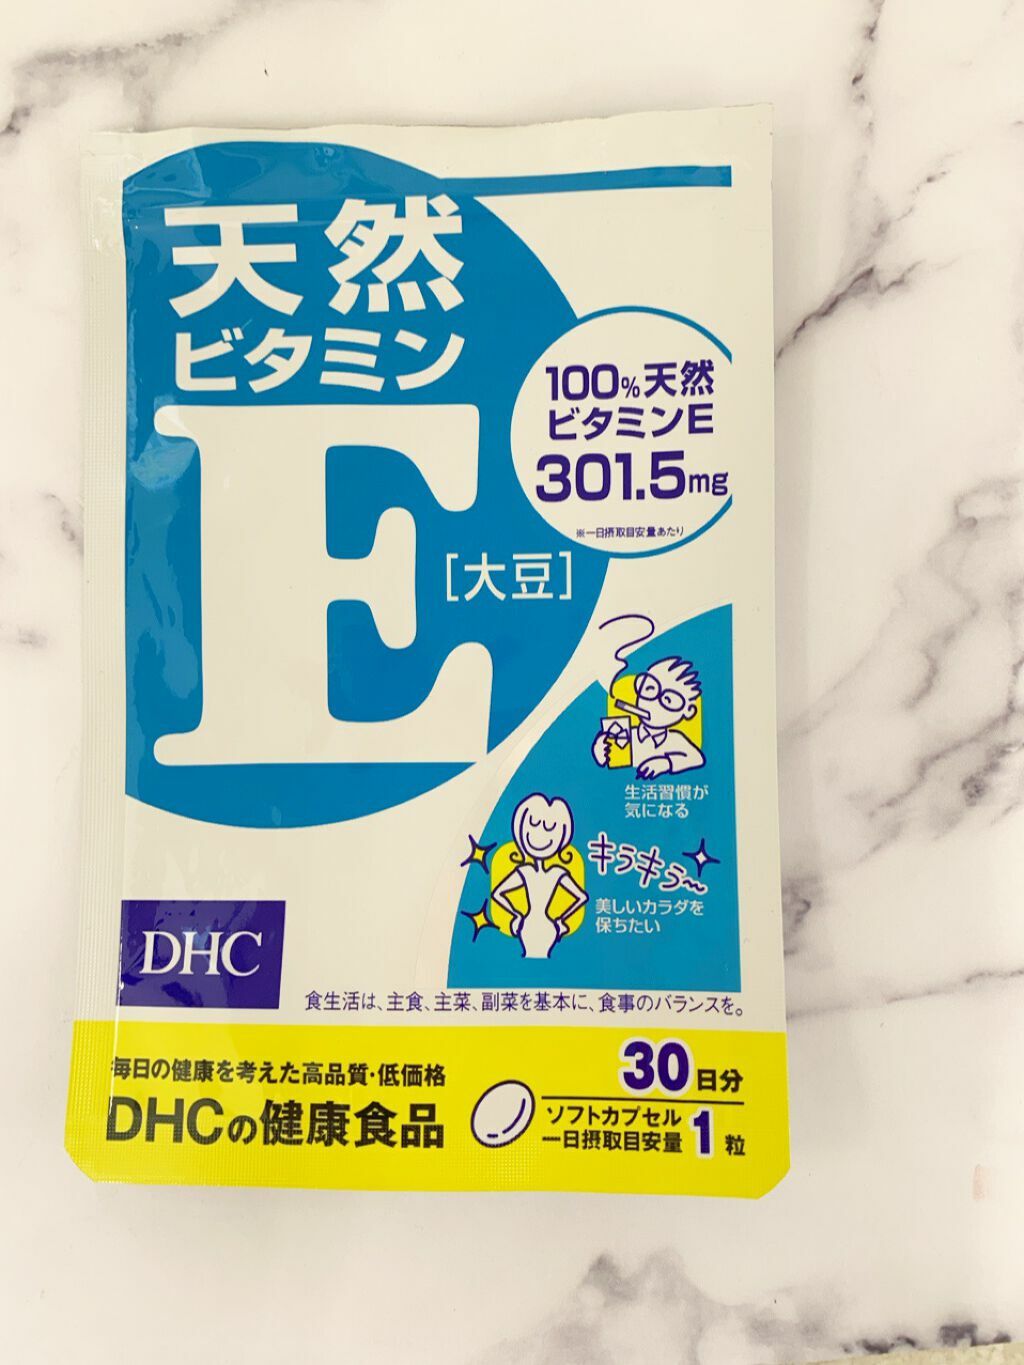 天然
ビタミン
E
[大豆]
100%天然
ビタミンE
301.5mg
※一日摂取目安量あたり
生活習慣が
気になる
キラキラ〜
美しいカラダを
保ちたい
DHC
食生活は、主食、主菜、副菜を基本に、食事のバランスを。
毎日の健康を考えた高品質・低価格
DHCの健康食品
30日分
ソフトカプセル
一日摂取目安量 1粒